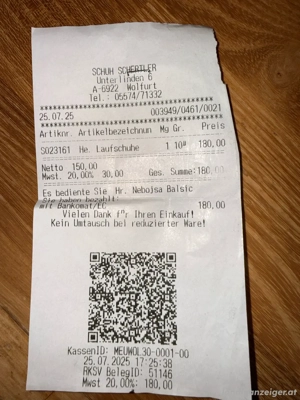 SCHUH SCHERTLER
Unterlinden 6
A-6922 Wolfurt
Tel.: 05574/71332
25.07.25 003949/0461/0021
Artiknr. Artikelbezeichnun Mg Gr. Preis
S023161 He. Laufschuhe 1 10ª 180,00
Netto 150,00
Mwst. 20,00% 30,00 Ges. Summe:180,00
Es bediente Sie Hr. Nebojsa Balsic
Sie haben bezahlt:
mit Bankomat/EC 180,00
Vielen Dank f"r Ihren Einkauf!
Kein Umtausch bei reduzierter Ware!
KassenID: MEUWOL30-0001-00
25.07.2025 17:25:38
RKSV BelegID: 51146
Mwst 20,00%: 180,00
anzeiger.at